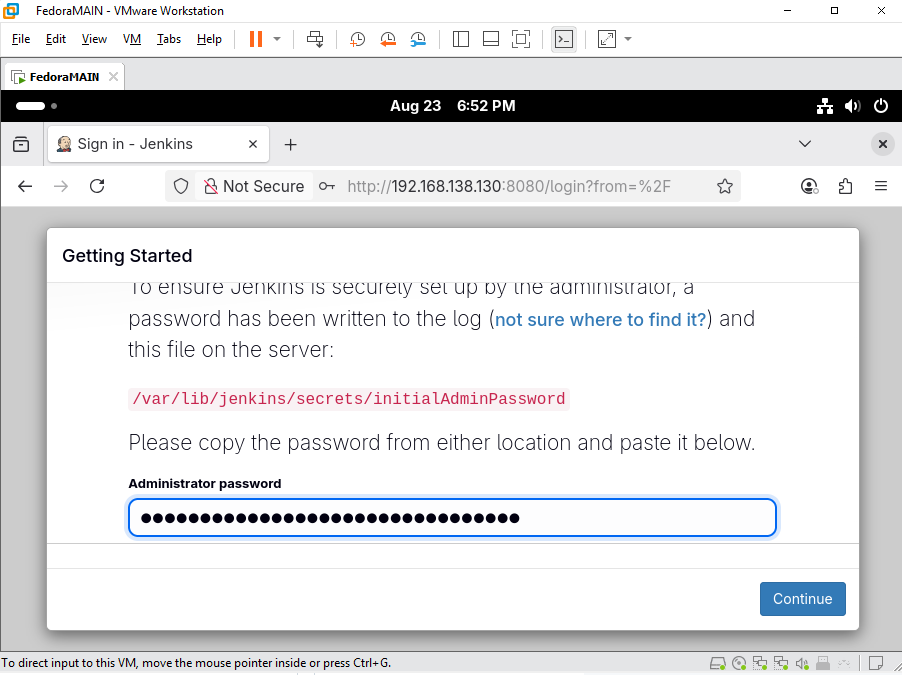 FedoraMAIN - VMware Workstation
File Edit View VM Tabs Help
FedoraMAIN
Aug 23 6:52 PM
Sign in - Jenkins
Not Secure http://192.168.138.130:8080/login?from=%2F
Getting Started
To ensure Jenkins is securely set up by the administrator, a
password has been written to the log (not sure where to find it?) and
this file on the server:
/var/lib/jenkins/secrets/initialAdminPassword
Please copy the password from either location and paste it below.
Administrator password
●●●●●●●●●●●●●●●●●●●●●●●●●●●●●●●●
Continue
To direct input to this VM, move the mouse pointer inside or press Ctrl+G.